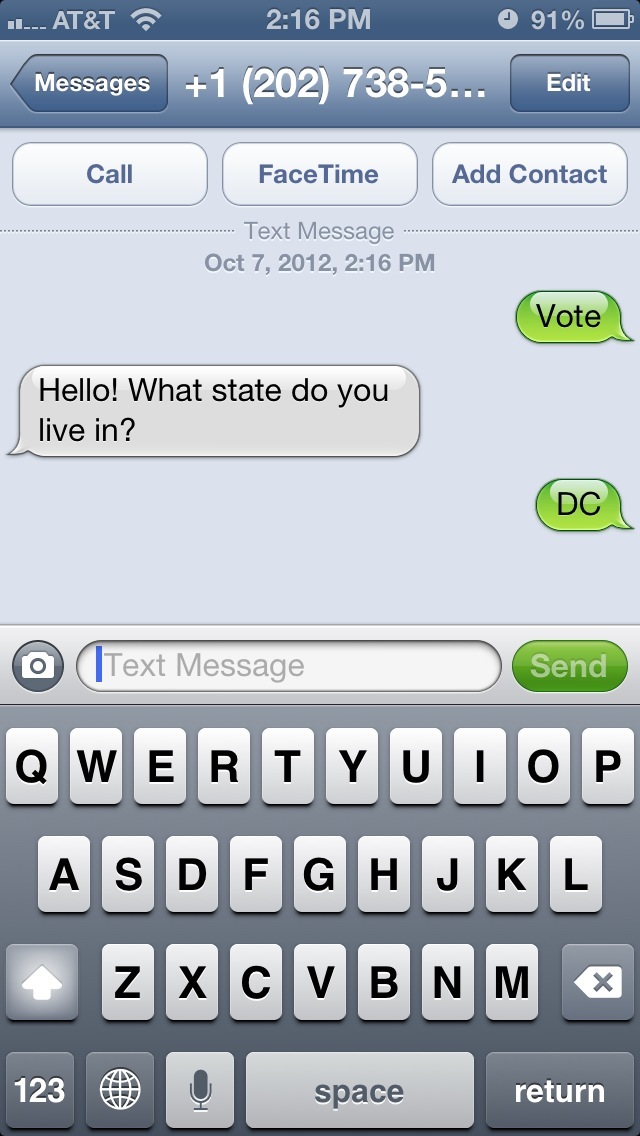 AT&T 2:16 PM 91%
Messages +1 (202) 738-5... Edit
Call FaceTime Add Contact
Text Message
Oct 7, 2012, 2:16 PM
Vote
Hello! What state do you
live in?
DC
Text Message Send
Q W E R T Y U I O P
A S D F G H J K L
Z X C V B N M
123 space return